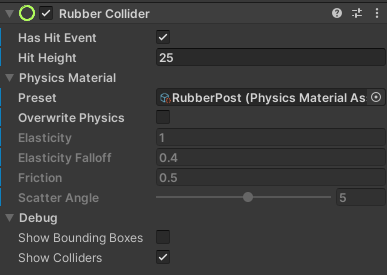 Rubber Collider
Has Hit Event
Hit Height 25
Physics Material
Preset RubberPost (Physics Material As
Overwrite Physics
Elasticity 1
Elasticity Falloff 0.4
Friction 0.5
Scatter Angle 5
Debug
Show Bounding Boxes
Show Colliders